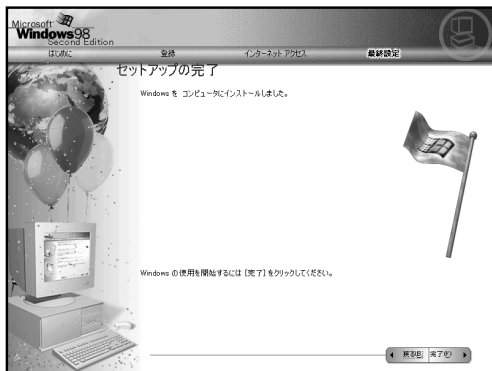 Microsoft
Windows98
Second Edition
はじめに 登録 インターネット アクセス 最終設定
セットアップの完了
Windows を コンピュータにインストールしました。
Windows の使用を開始するには [完了] をクリックしてください。
戻る(B) 完了(F)